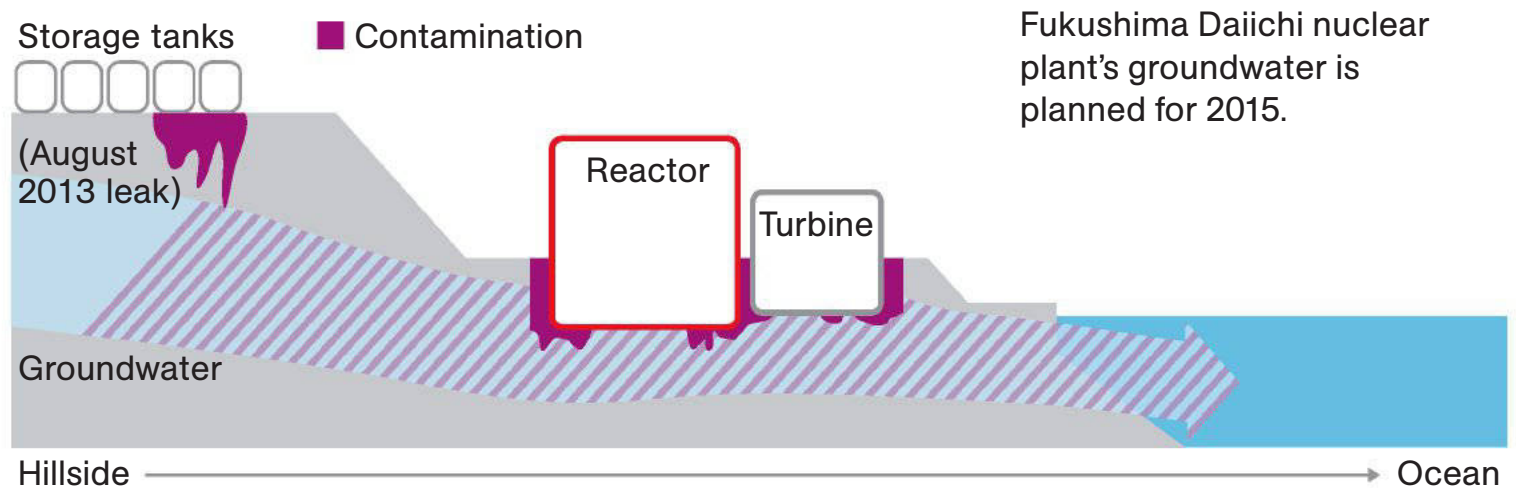 Storage tanks
Contamination
Fukushima Daiichi nuclear
plant’s groundwater is
planned for 2015.
(August
2013 leak)
Reactor
Turbine
Groundwater
Hillside
Ocean